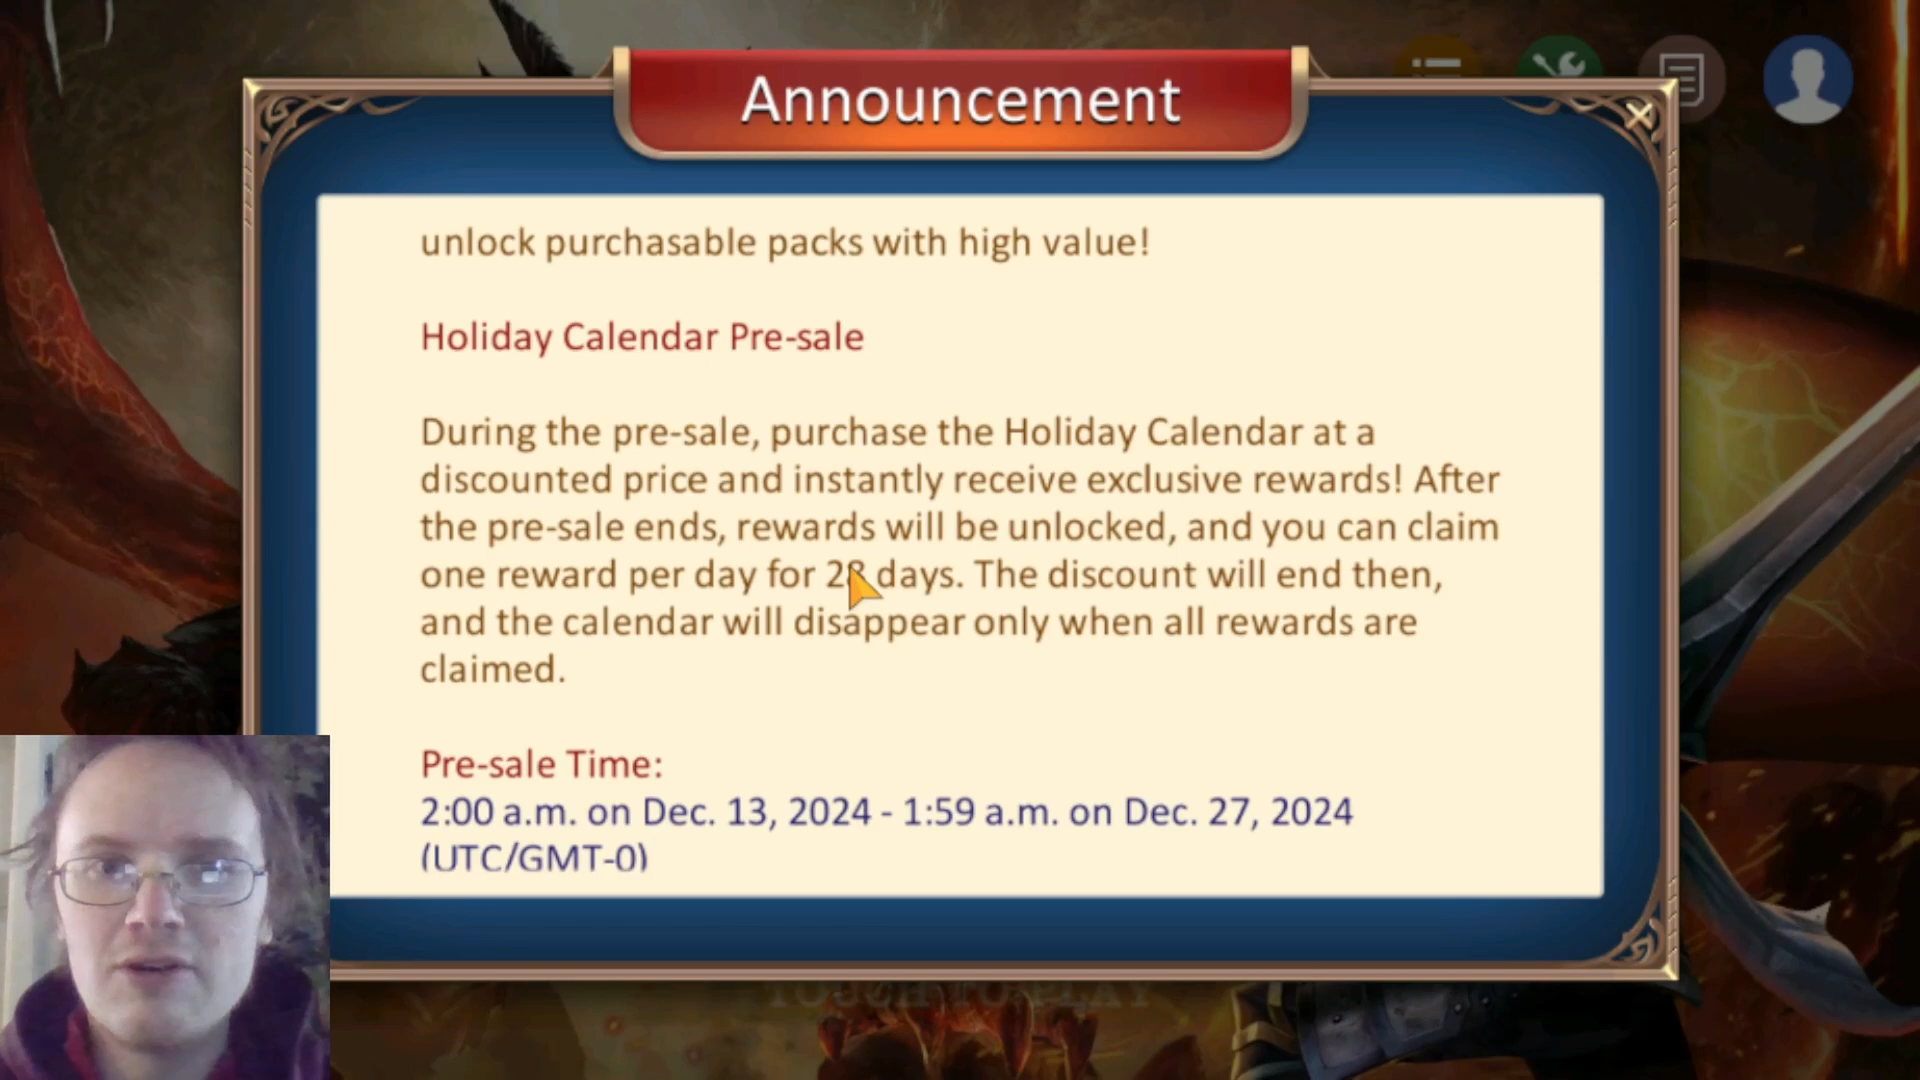 Announcement
unlock purchasable packs with high value!
Holiday Calendar Pre-sale
During the pre-sale, purchase the Holiday Calendar at a
discounted price and instantly receive exclusive rewards! After
the pre-sale ends, rewards will be unlocked, and you can claim
one reward per day for 28 days. The discount will end then,
and the calendar will disappear only when all rewards are
claimed.
Pre-sale Time:
2:00 a.m. on Dec. 13, 2024 - 1:59 a.m. on Dec. 27, 2024
(UTC/GMT-0)
TOUCH TO PLAY